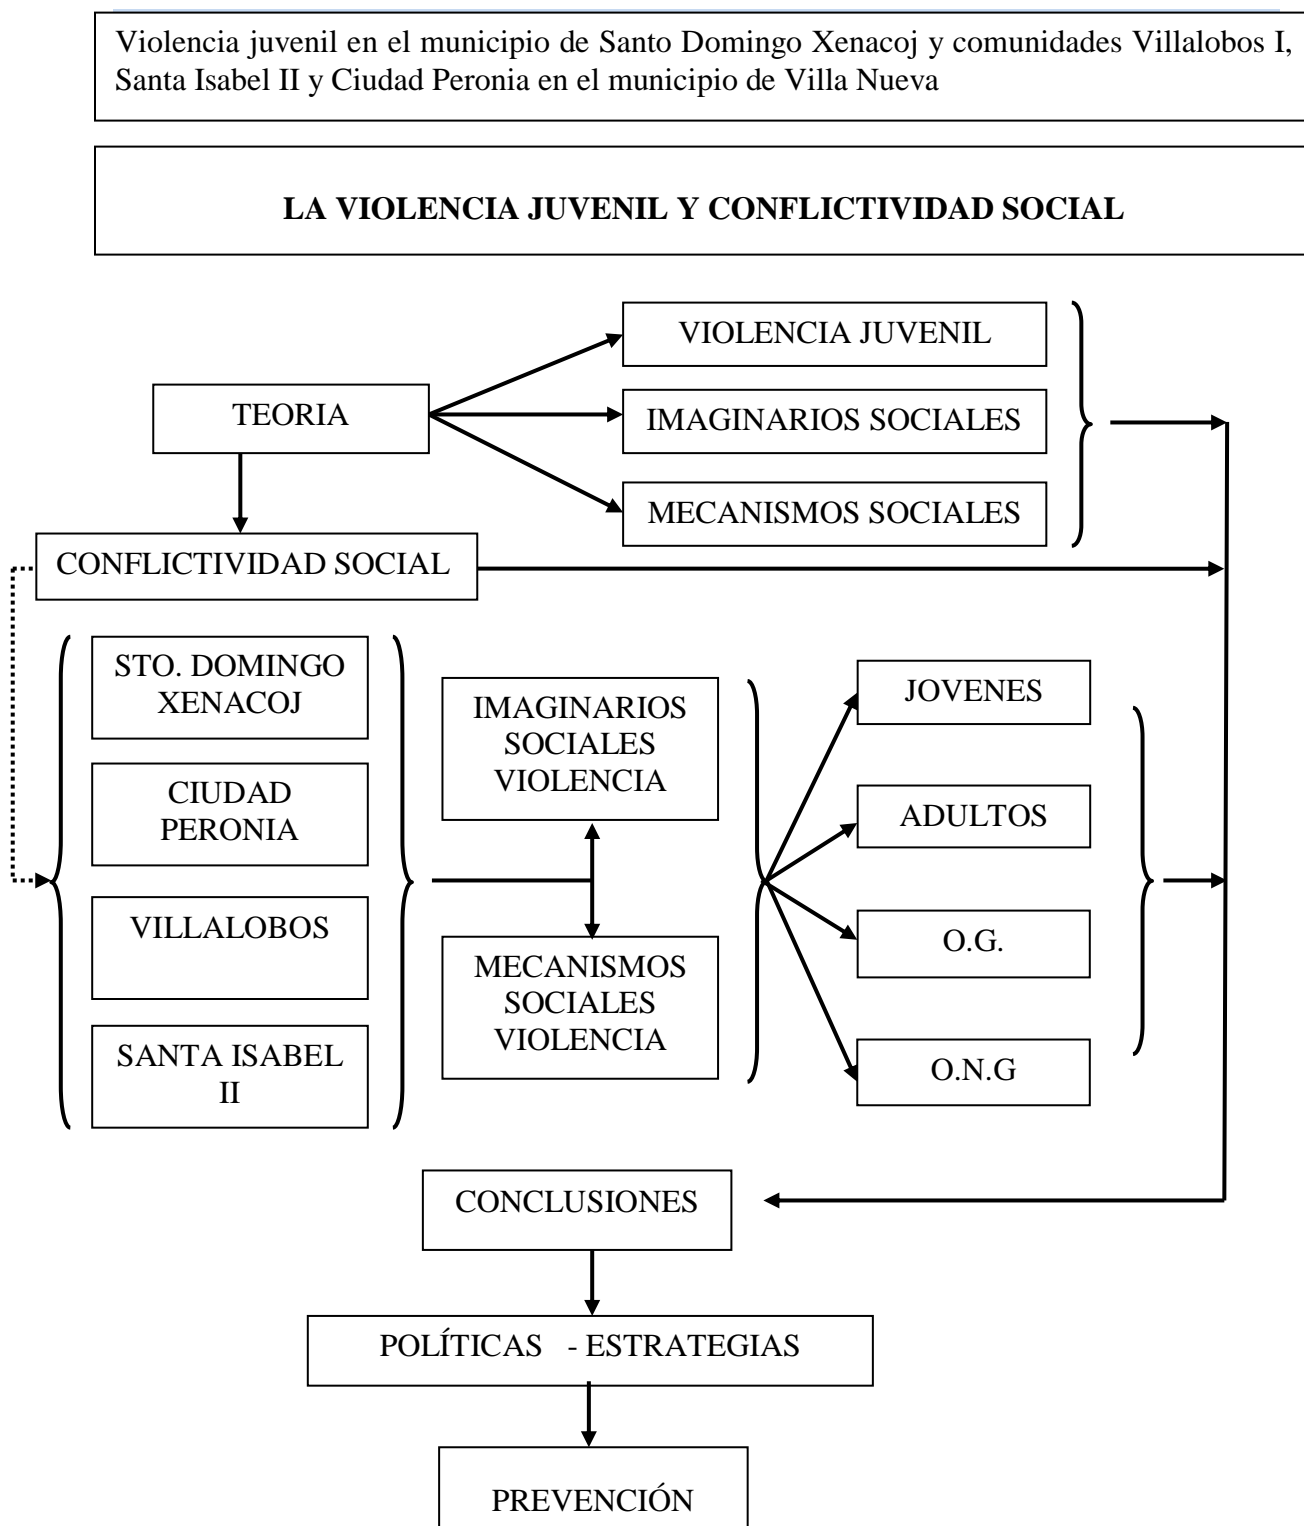 Violencia juvenil en el municipio de Santo Domingo Xenacoj y comunidades Villalobos I,
Santa Isabel II y Ciudad Peronia en el municipio de Villa Nueva
LA VIOLENCIA JUVENIL Y CONFLICTIVIDAD SOCIAL
VIOLENCIA JUVENIL
TEORIA
IMAGINARIOS SOCIALES
MECANISMOS SOCIALES
CONFLICTIVIDAD SOCIAL
STO. DOMINGO
XENACOJ
CIUDAD
PERONIA
VILLALOBOS
SANTA ISABEL
II
IMAGINARIOS
SOCIALES
VIOLENCIA
MECANISMOS
SOCIALES
VIOLENCIA
JOVENES
ADULTOS
O.G.
O.N.G
CONCLUSIONES
POLÍTICAS - ESTRATEGIAS
PREVENCIÓN